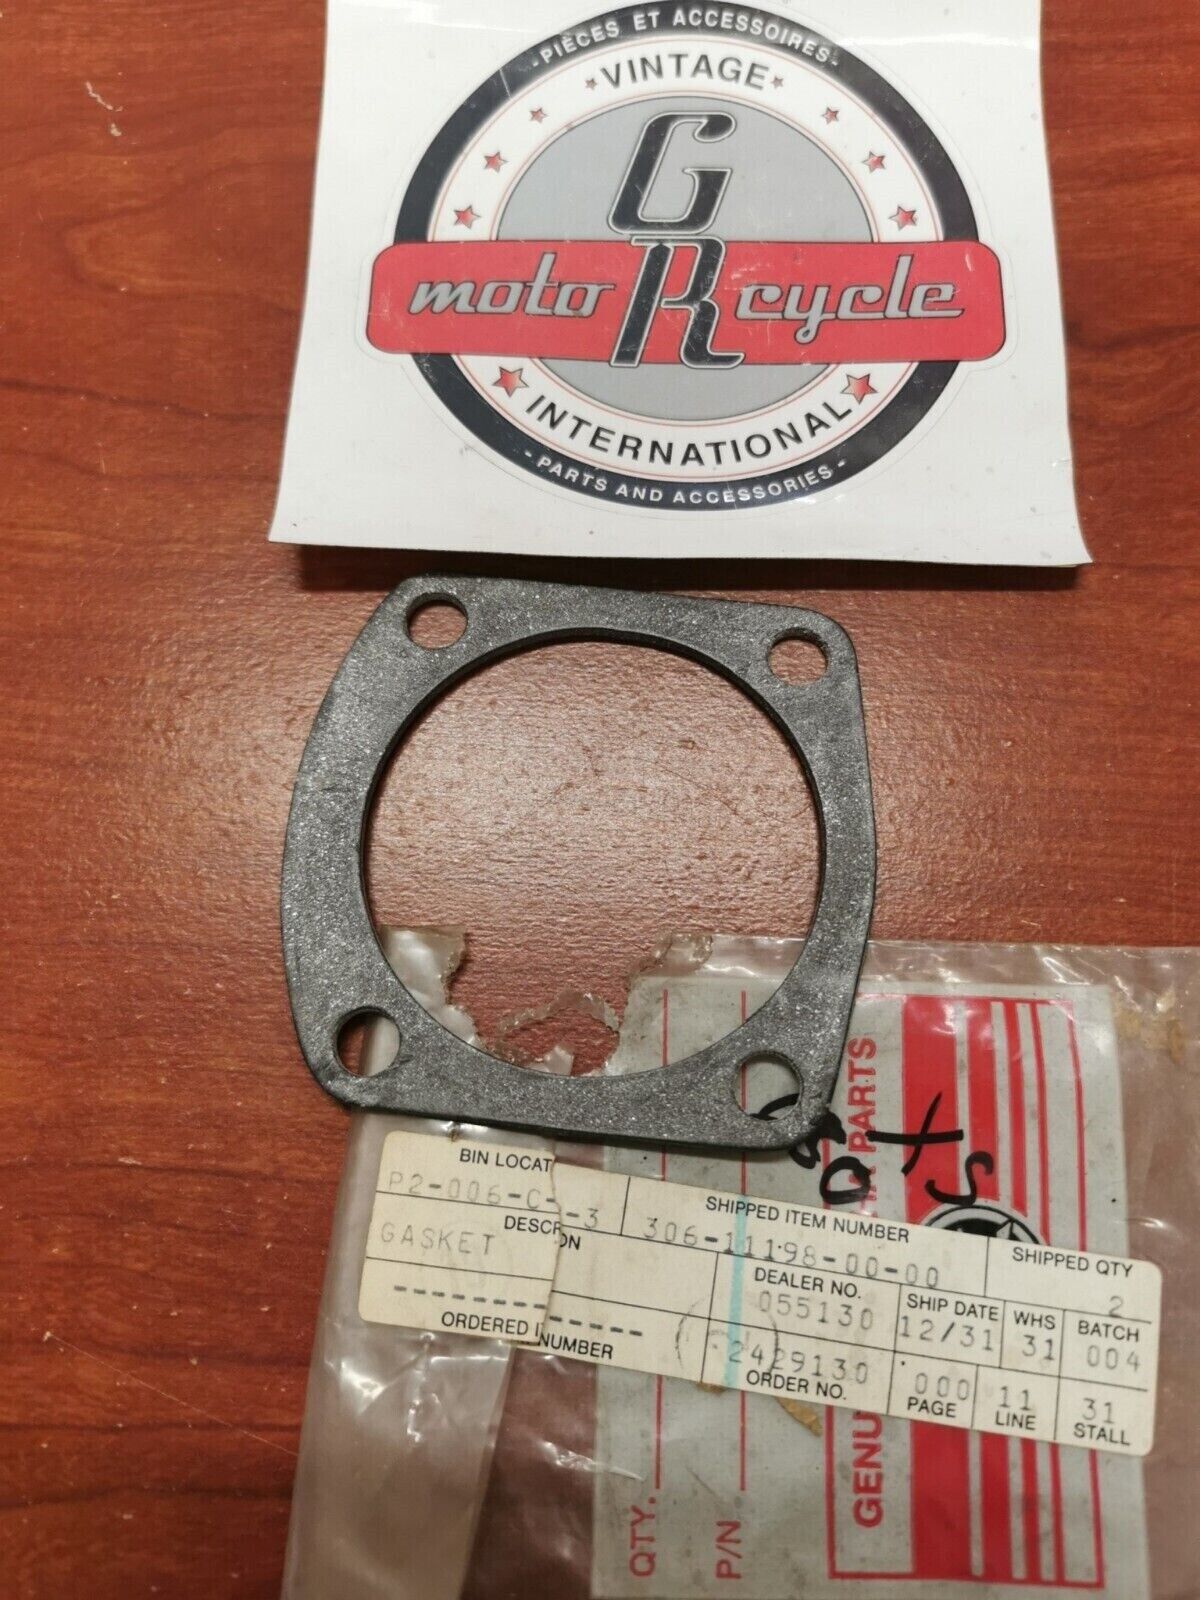 - PIÈCES ET ACCESSOIRES -
VINTAGE
G
moto R cycle
INTERNATIONAL
- PARTS AND ACCESSORIES -
BIN LOCAT
P2-006-C -3
SHIPPED ITEM NUMBER
306-11198-00-00
SHIPPED QTY
2
DESCR ON
GASKET
DEALER NO.
055130
SHIP DATE
12/31
WHS
31
BATCH
004
ORDERED I NUMBER
2429130
ORDER NO.
000
PAGE
11
LINE
31
STALL
QTY.
P/N
GENU
A PARTS